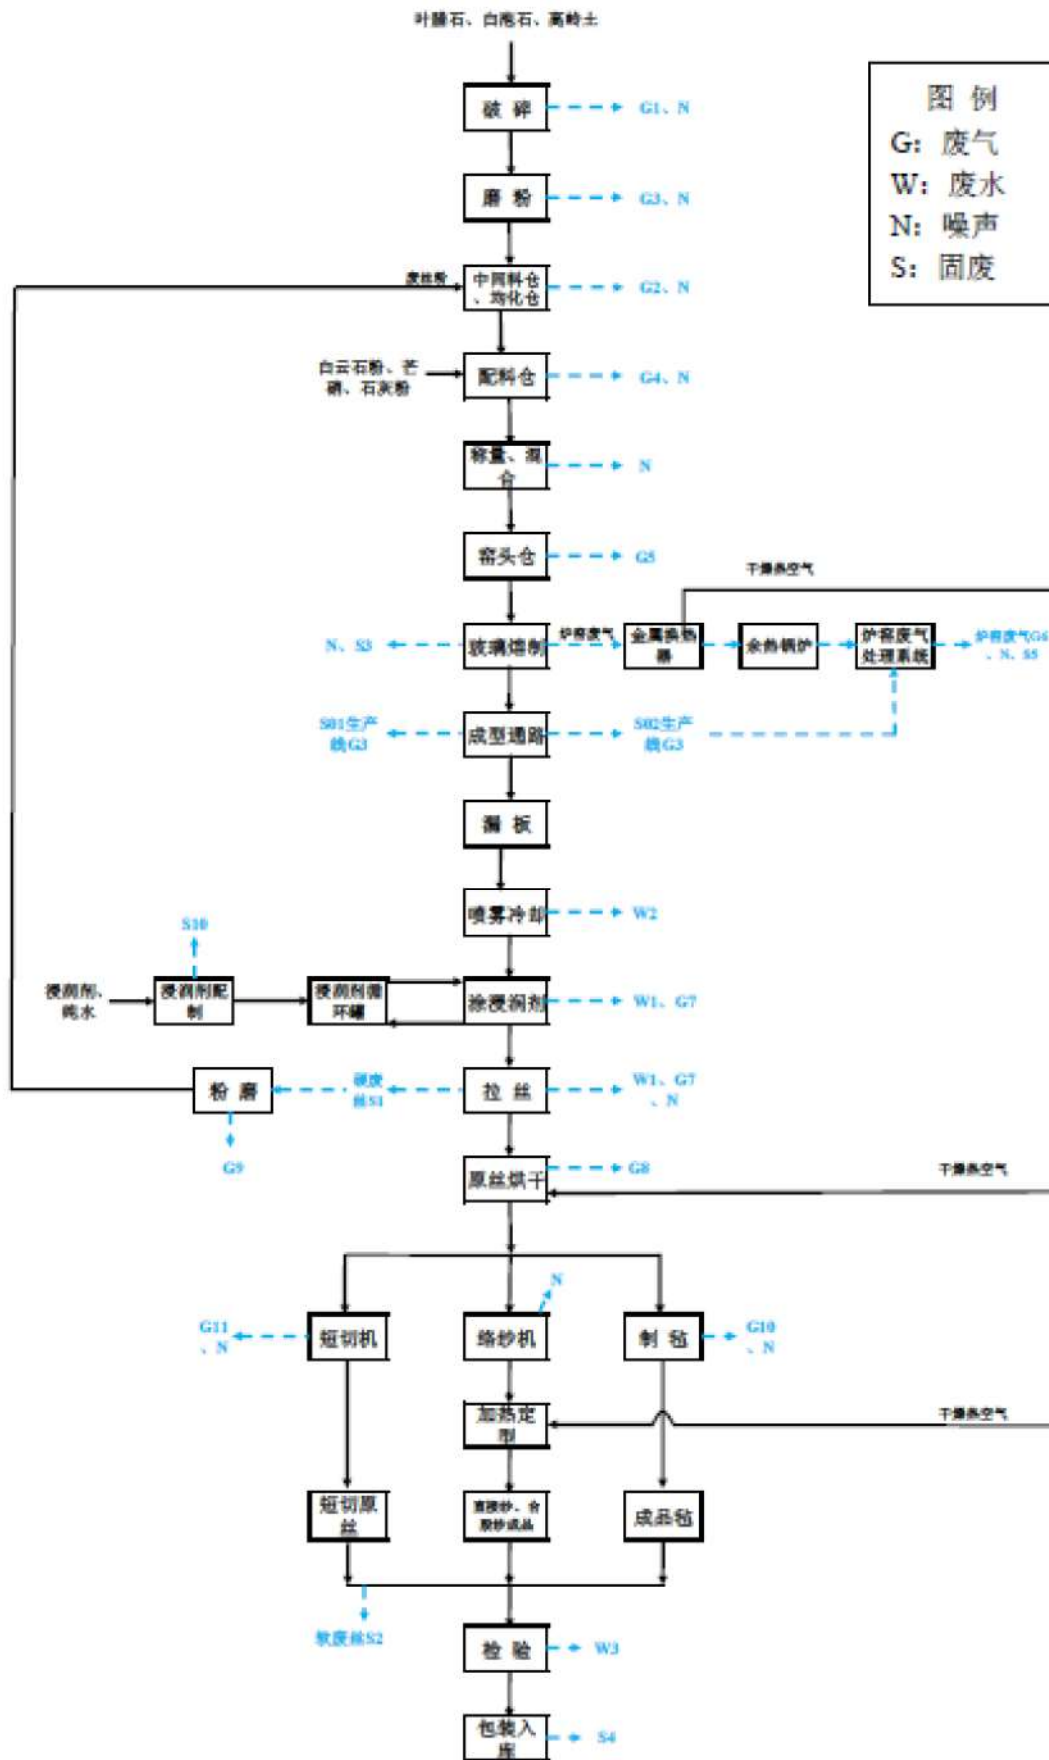 叶腊石、白泡石、高岭土
图 例
G：废气
W：废水
N：噪声
S：固废
破 碎
G1、N
磨 粉
G3、N
废丝粉
中间料仓
、均化仓
G2、N
白云石粉、芒
硝、石灰粉
配料仓
G4、N
称量、混
合
N
窑头仓
G5
干燥热空气
N、S3
玻璃熔制
炉窑废气
金属换热
器
余热锅炉
炉窑废气
处理系统
炉窑废气G6
、N、S5
S01生产
线G3
成型通路
S02生产
线G3
漏 板
喷雾冷却
W2
S10
浸润剂、
纯水
浸润剂配
制
浸润剂循
环罐
涂浸润剂
W1、G7
粉 磨
硬废
丝S1
拉 丝
W1、G7
、N
G9
原丝烘干
G8
干燥热空气
N
G11
、N
短切机
络纱机
制 毡
G10
、N
加热定
型
干燥热空气
短切原
丝
直接纱、合
股纱成品
成品毡
软废丝S2
检 验
W3
包装入
库
S4